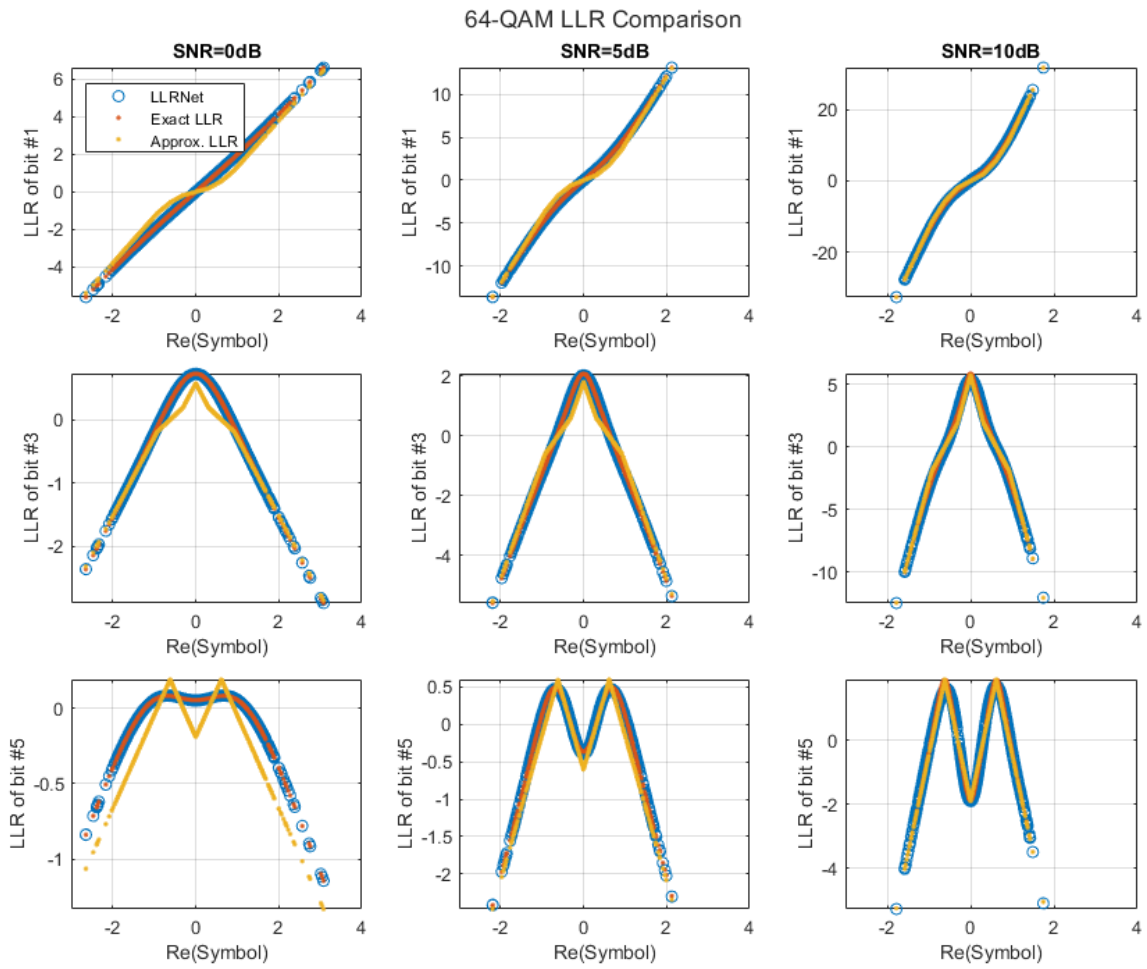 64-QAM LLR Comparison
SNR=0dB
SNR=5dB
SNR=10dB
LLR of bit #1
6
4
2
0
-2
-4
LLRNet
Exact LLR
Approx. LLR
-2 0 2 4
Re(Symbol)
LLR of bit #1
10
5
0
-5
-10
-2 0 2 4
Re(Symbol)
LLR of bit #1
20
0
-20
-2 0 2 4
Re(Symbol)
LLR of bit #3
0
-1
-2
-2 0 2 4
Re(Symbol)
LLR of bit #3
2
0
-2
-4
-2 0 2 4
Re(Symbol)
LLR of bit #3
5
0
-5
-10
-2 0 2 4
Re(Symbol)
LLR of bit #5
0
-0.5
-1
-2 0 2 4
Re(Symbol)
LLR of bit #5
0.5
0
-0.5
-1
-1.5
-2
-2 0 2 4
Re(Symbol)
LLR of bit #5
0
-2
-4
-2 0 2 4
Re(Symbol)